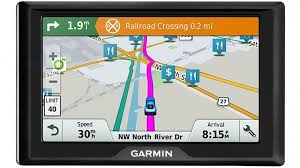 1.9 mi
Railroad Crossing 0.2 mi
LIMIT
40
Speed
Arrival
30
NW North River Dr
8:15
GARMIN